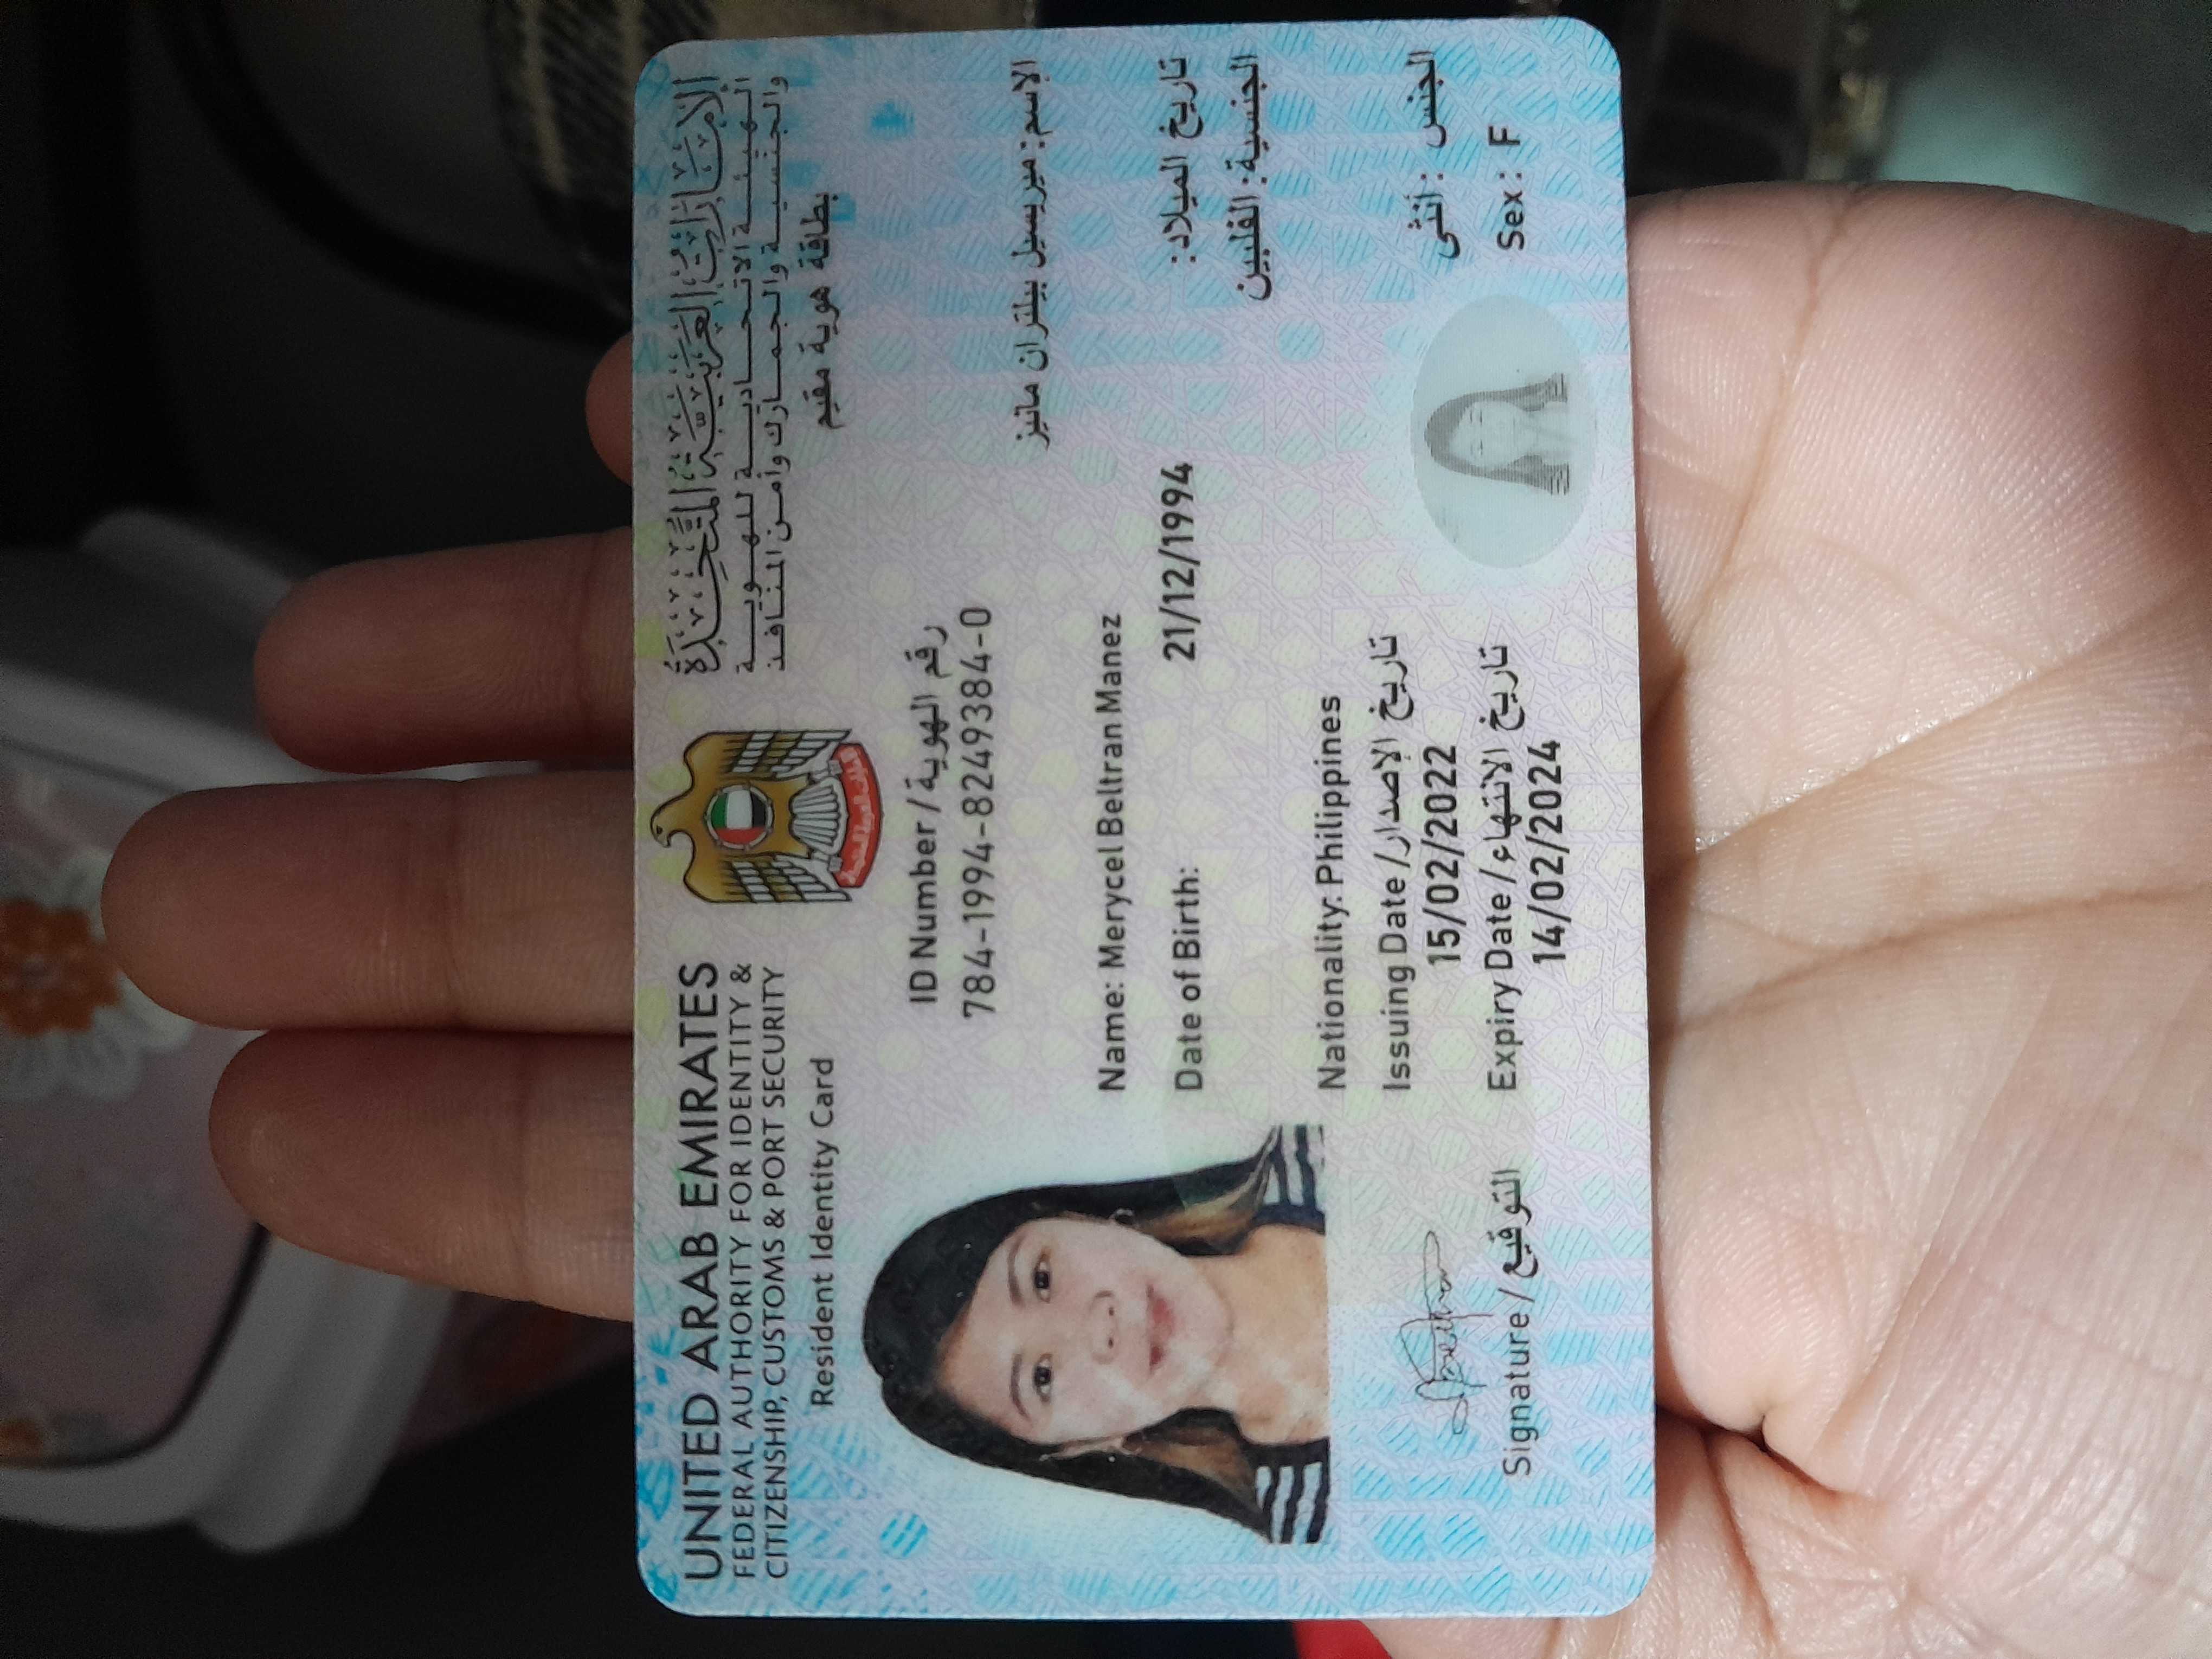 UNITED ARAB EMIRATES
FEDERAL AUTHORITY FOR IDENTITY &
CITIZENSHIP, CUSTOMS & PORT SECURITY
Resident Identity Card
الإمارات العربية المتحدة
الهيئة الاتحادية للهوية
والجنسية والجمارك وأمن المنافذ
بطاقة هوية مقيم
ID Number / رقم الهوية
784-1994-8249384-0
الإسم: ميريسيل بيلتران مانيز
Name: Merycel Beltran Manez
Date of Birth: 21/12/1994 تاريخ الميلاد:
الجنسية: الفلبين
Nationality: Philippines
Issuing Date / تاريخ الإصدار
15/02/2022
الجنس : أنثى
Expiry Date / تاريخ الانتهاء
14/02/2024
Sex : F
Signature / التوقيع